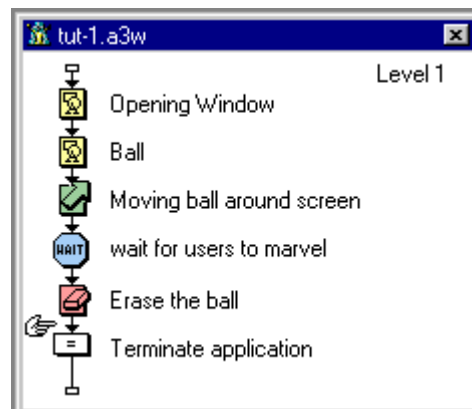 tut-1.a3w
Level 1
Opening Window
Ball
Moving ball around screen
WAIT wait for users to marvel
Erase the ball
= Terminate application